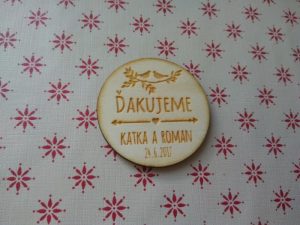 ĎAKUJEME
KATKA A ROMAN
24.6.2017